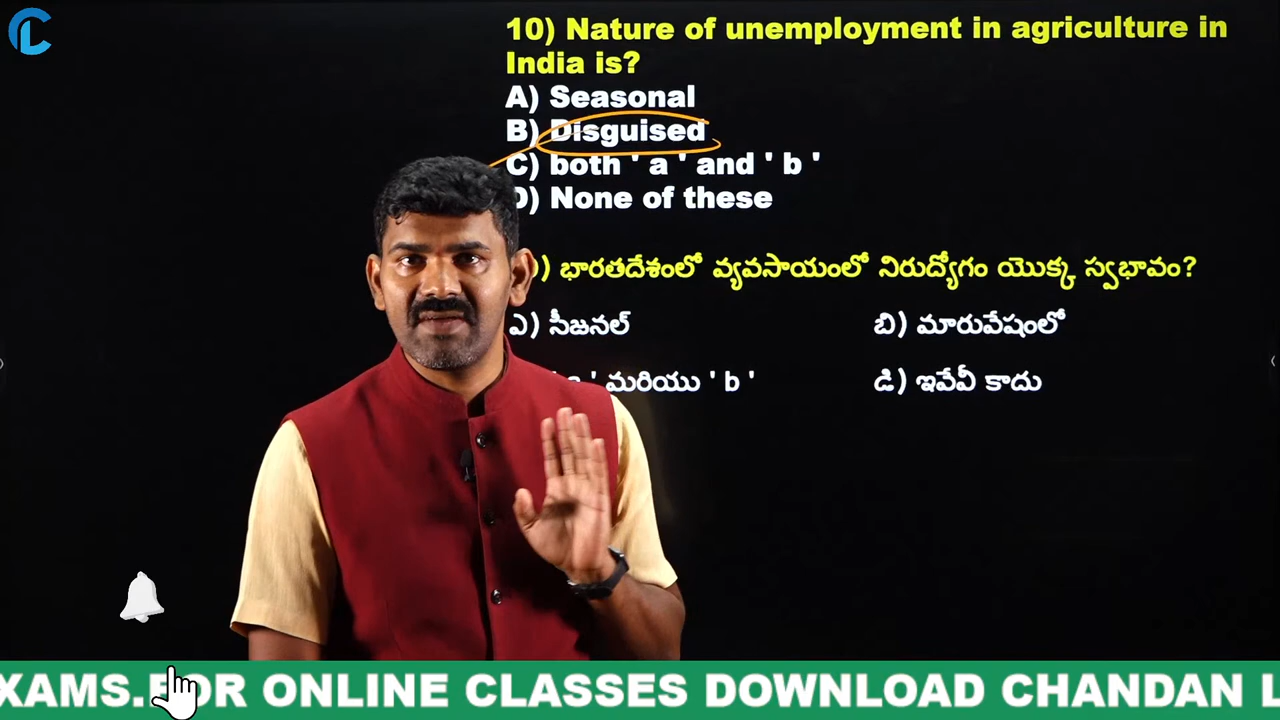 10) Nature of unemployment in agriculture in
India is?
A) Seasonal
B) Disguised
C) both ' a ' and ' b '
D) None of these
) భారతదేశంలో వ్యవసాయంలో నిరుద్యోగం యొక్క స్వభావం?
ఎ) సీజనల్ బి) మారువేషంలో
' మరియు ' b ' డి) ఇవేవీ కాదు
XAMS.FOR ONLINE CLASSES DOWNLOAD CHANDAN L